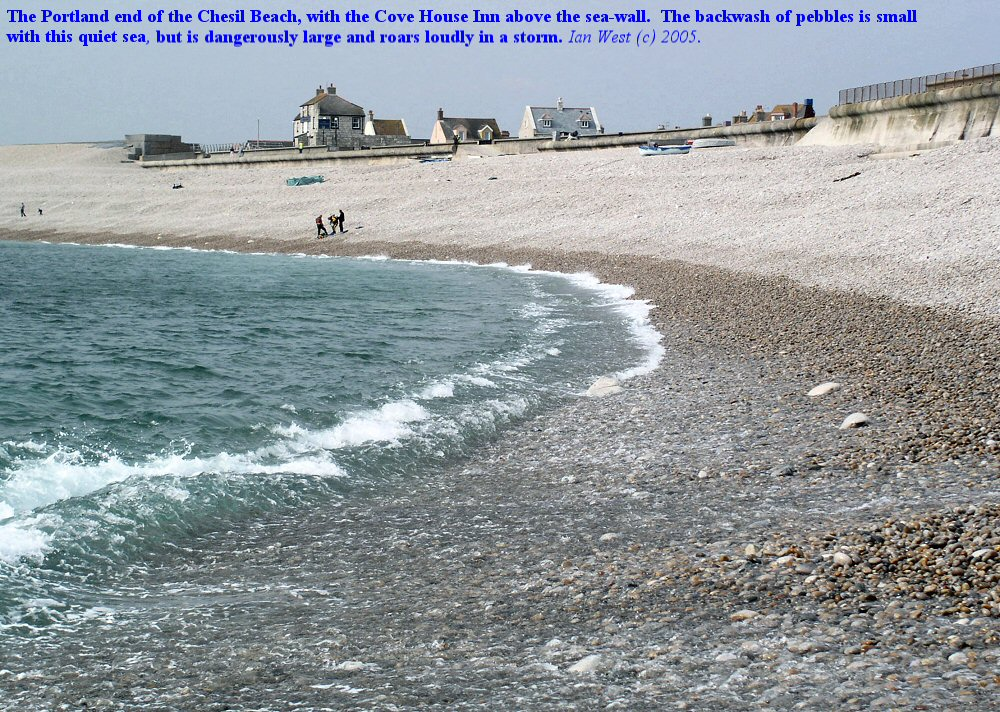 The Portland end of the Chesil Beach, with the Cove House Inn above the sea-wall.  The backwash of pebbles is small
with this quiet sea, but is dangerously large and roars loudly in a storm. Ian West (c) 2005.